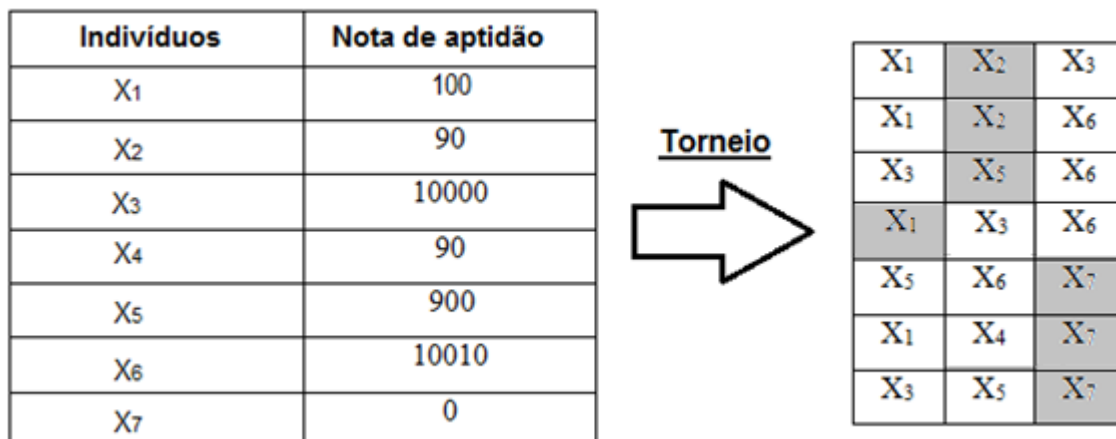 Indivíduos Nota de aptidão
X1 100
X2 90
X3 10000
X4 90
X5 900
X6 10010
X7 0
Torneio
X1 X2 X3
X1 X2 X6
X3 X5 X6
X1 X3 X6
X5 X6 X7
X1 X4 X7
X3 X5 X7